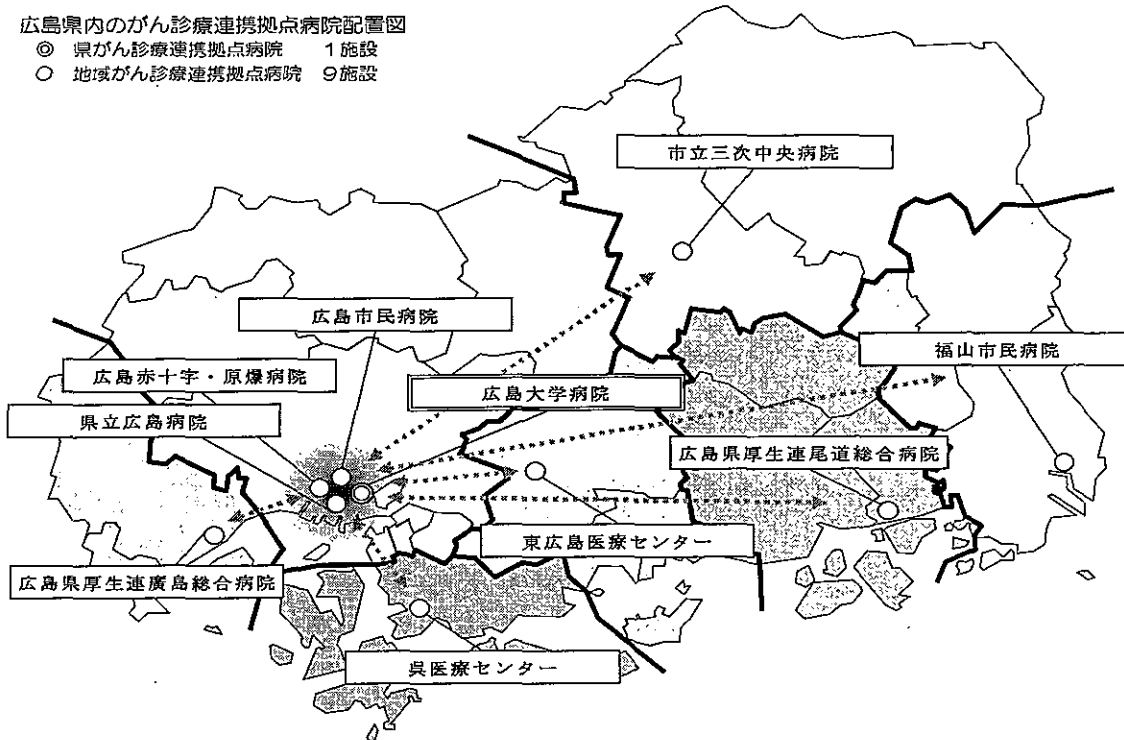 広島県内のがん診療連携拠点病院配置図
◎ 県がん診療連携拠点病院 1施設
○ 地域がん診療連携拠点病院 9施設
市立三次中央病院
広島市民病院
福山市民病院
広島赤十字・原爆病院
広島大学病院
県立広島病院
広島県厚生連尾道総合病院
東広島医療センター
広島県厚生連廣島総合病院
呉医療センター